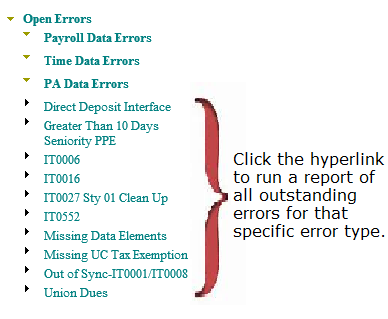 Open Errors
Payroll Data Errors
Time Data Errors
PA Data Errors
Direct Deposit Interface
Greater Than 10 Days
Seniority PPE
IT0006
IT0016
IT0027 Sty 01 Clean Up
IT0552
Missing Data Elements
Missing UC Tax Exemption
Out of Sync-IT0001/IT0008
Union Dues
Click the hyperlink
to run a report of
all outstanding
errors for that
specific error type.